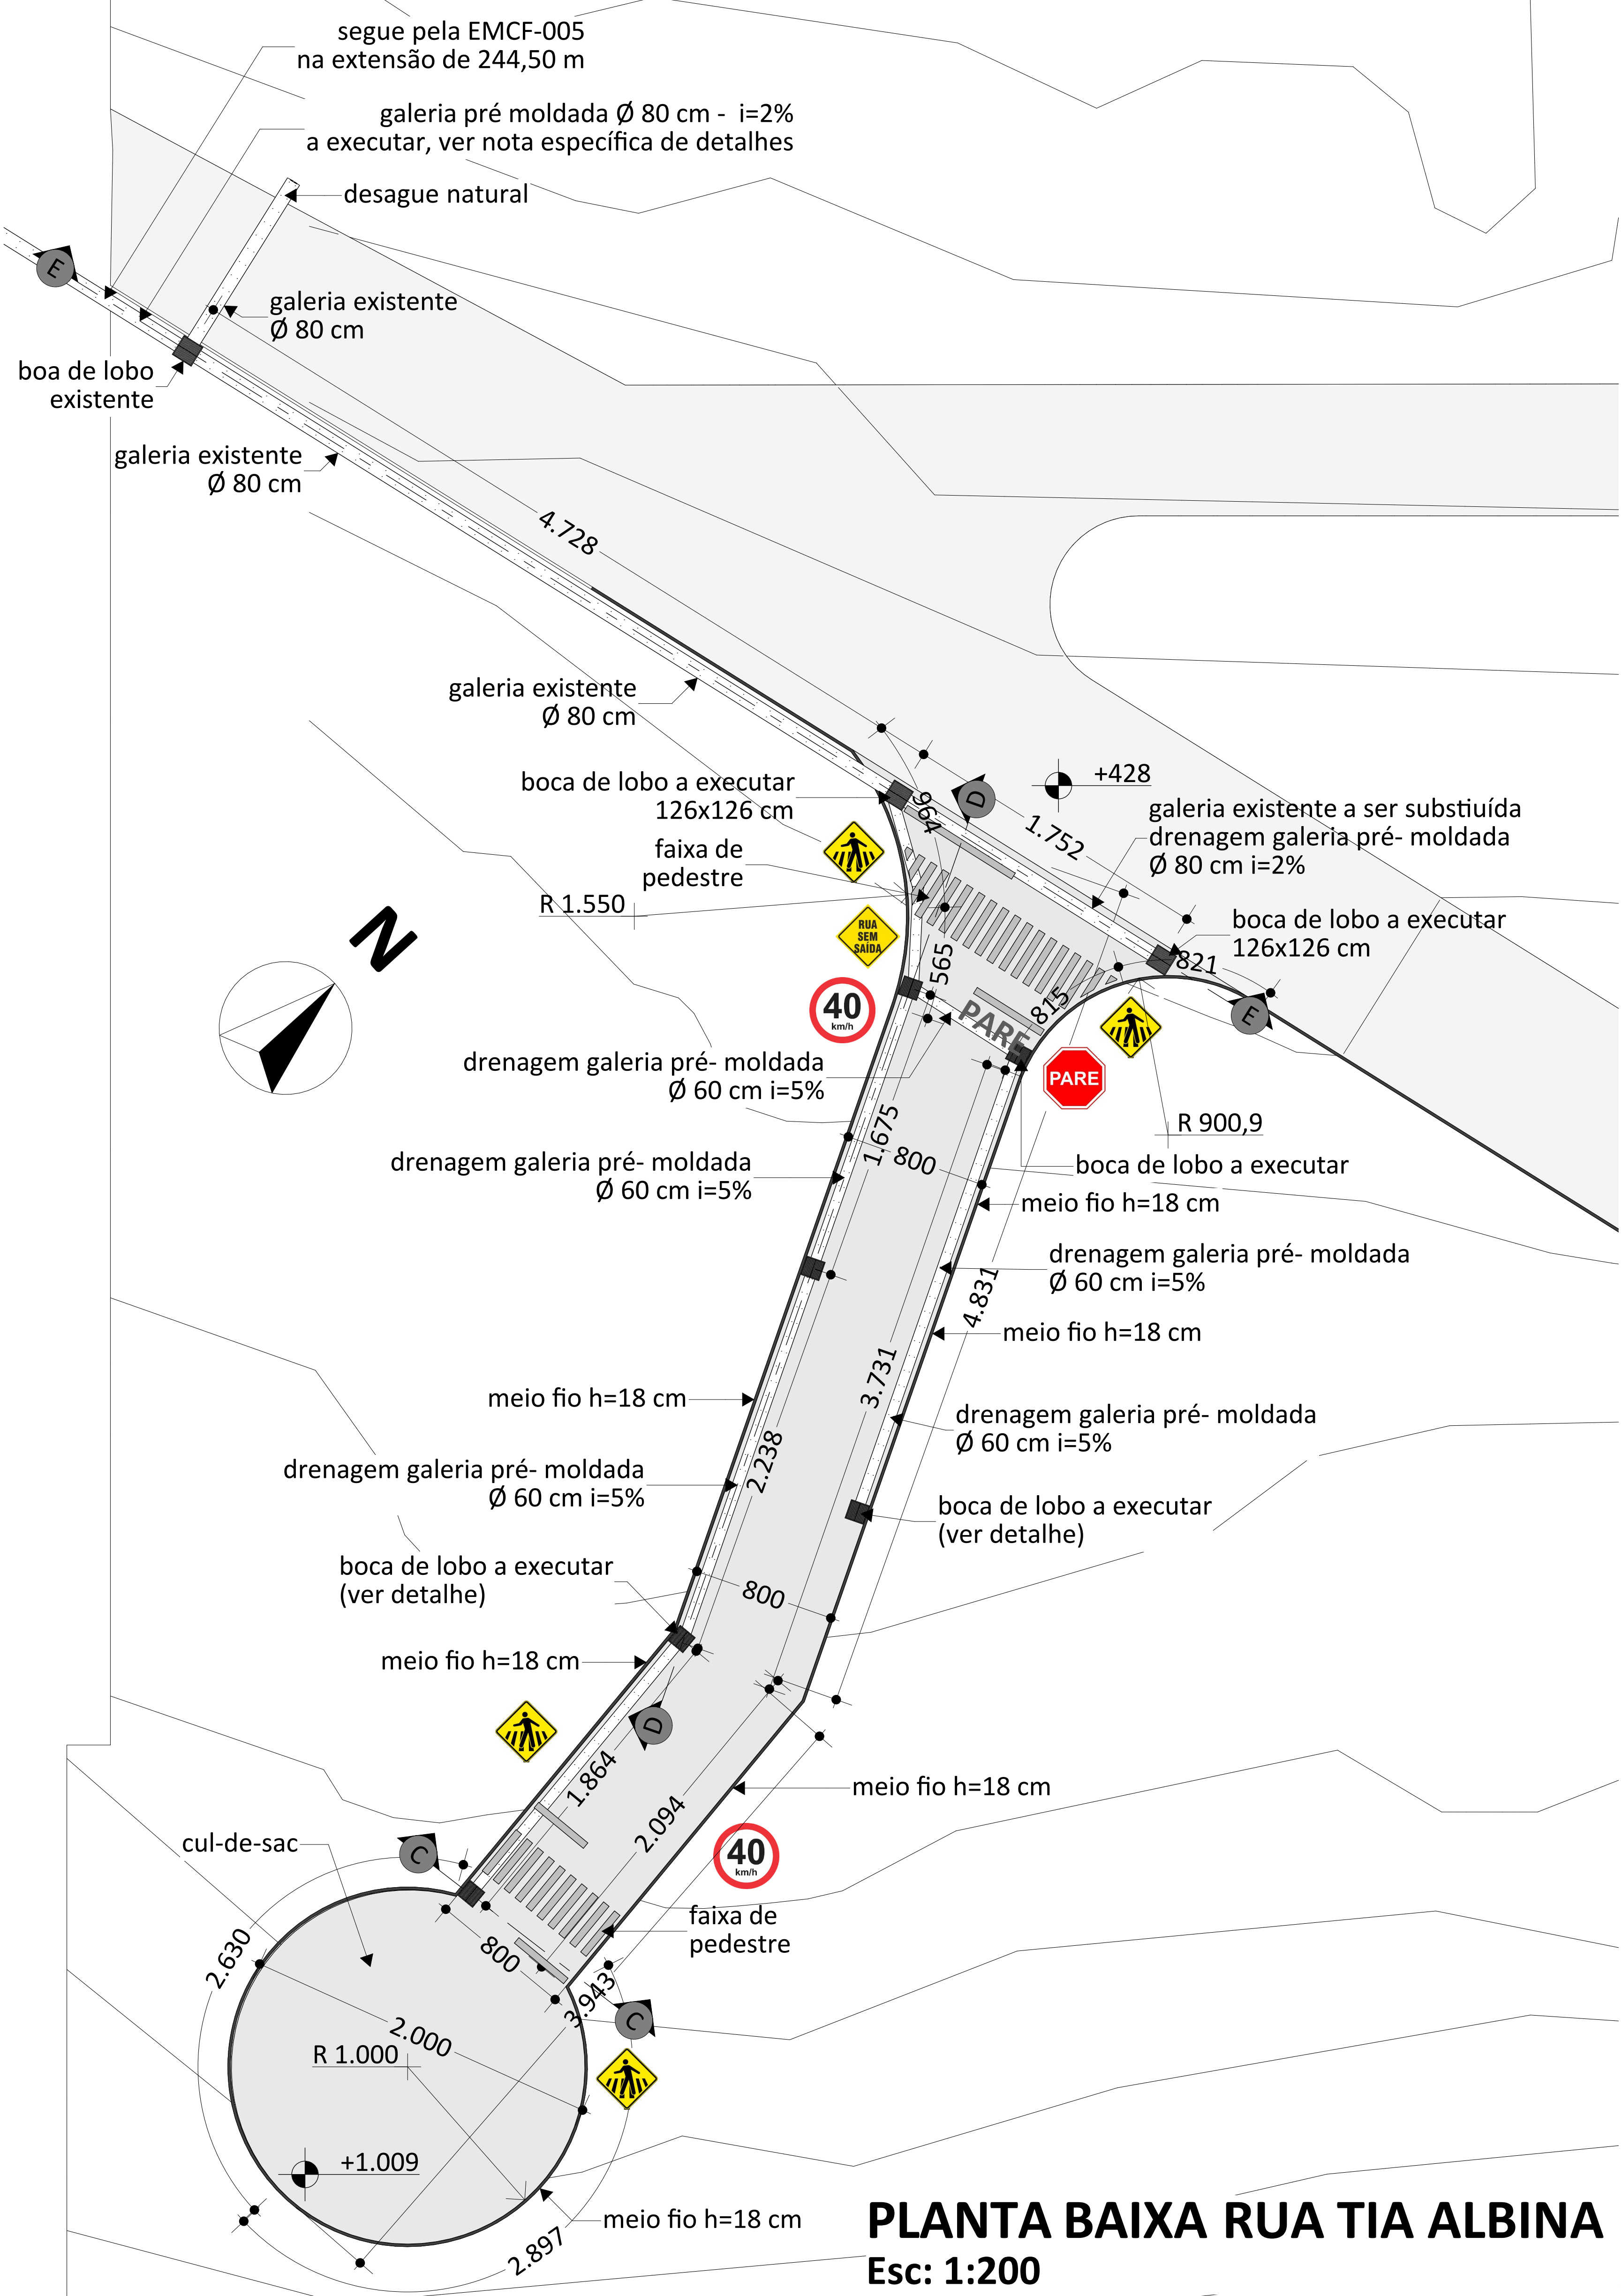 segue pela EMCF-005
na extensão de 244,50 m
galeria pré moldada Ø 80 cm - i=2%
a executar, ver nota específica de detalhes
desague natural
E
galeria existente
Ø 80 cm
boa de lobo
existente
galeria existente
Ø 80 cm
4.728
galeria existente
Ø 80 cm
+428
boca de lobo a executar
126x126 cm
964
D
1.752
galeria existente a ser substiuída
drenagem galeria pré- moldada
Ø 80 cm i=2%
faixa de
pedestre
R 1.550
boca de lobo a executar
126x126 cm
RUA
SEM
SAÍDA
N
565
821
40
km/h
815
PARE
E
drenagem galeria pré- moldada
Ø 60 cm i=5%
PARE
R 900,9
1.675
800
drenagem galeria pré- moldada
Ø 60 cm i=5%
boca de lobo a executar
meio fio h=18 cm
drenagem galeria pré- moldada
Ø 60 cm i=5%
4.831
meio fio h=18 cm
3.731
meio fio h=18 cm
drenagem galeria pré- moldada
Ø 60 cm i=5%
2.238
drenagem galeria pré- moldada
Ø 60 cm i=5%
boca de lobo a executar
(ver detalhe)
boca de lobo a executar
(ver detalhe)
800
meio fio h=18 cm
D
1.864
meio fio h=18 cm
2.094
cul-de-sac
C
40
km/h
faixa de
pedestre
2.630
800
3.943
C
2.000
R 1.000
+1.009
meio fio h=18 cm
2.897
PLANTA BAIXA RUA TIA ALBINA
Esc: 1:200